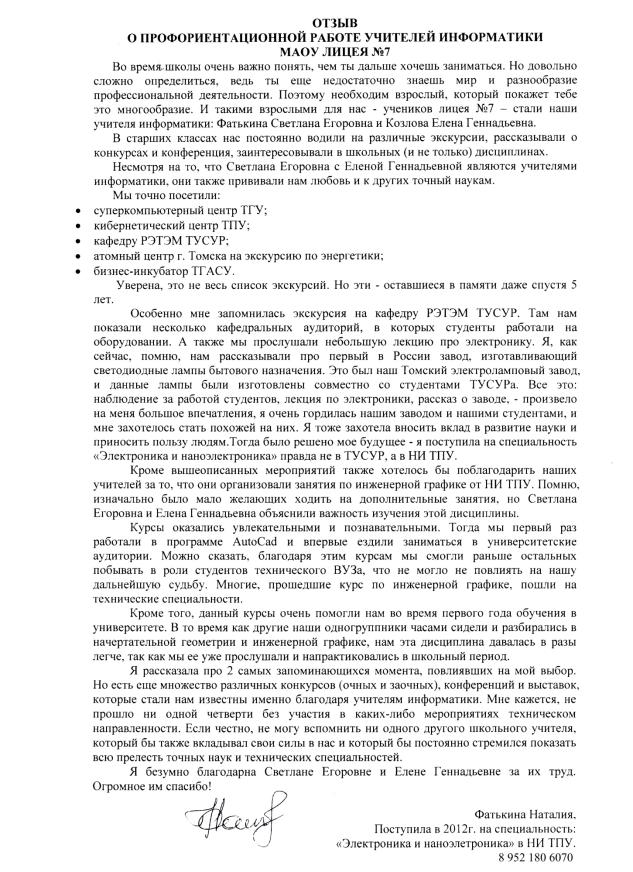 ОТЗЫВ
О ПРОФОРИЕНТАЦИОННОЙ РАБОТЕ УЧИТЕЛЕЙ ИНФОРМАТИКИ
МАОУ ЛИЦЕЯ №7
Во время школы очень важно понять, чем ты дальше хочешь заниматься. Но довольно
сложно определиться, ведь ты еще недостаточно знаешь мир и разнообразие
профессиональной деятельности. Поэтому необходим взрослый, который покажет тебе
это многообразие. И такими взрослыми для нас - учеников лицея №7 – стали наши
учителя информатики: Фатькина Светлана Егоровна и Козлова Елена Геннадьевна.
В старших классах нас постоянно водили на различные экскурсии, рассказывали о
конкурсах и конференция, заинтересовывали в школьных (и не только) дисциплинах.
Несмотря на то, что Светлана Егоровна с Еленой Геннадьевной являются учителями
информатики, они также прививали нам любовь и к других точный наукам.
Мы точно посетили:
• суперкомпьютерный центр ТГУ;
• кибернетический центр ТПУ;
• кафедру РЭТЭМ ТУСУР;
• атомный центр г. Томска на экскурсию по энергетики;
• бизнес-инкубатор ТГАСУ.
Уверена, это не весь список экскурсий. Но эти - оставшиеся в памяти даже спустя 5
лет.
Особенно мне запомнилась экскурсия на кафедру РЭТЭМ ТУСУР. Там нам
показали несколько кафедральных аудиторий, в которых студенты работали на
оборудовании. А также мы прослушали небольшую лекцию про электронику. Я, как
сейчас, помню, нам рассказывали про первый в России завод, изготавливающий
светодиодные лампы бытового назначения. Это был наш Томский электроламповый завод,
и данные лампы были изготовлены совместно со студентами ТУСУРа. Все это:
наблюдение за работой студентов, лекция по электроники, рассказ о заводе, - произвело
на меня большое впечатления, я очень гордилась нашим заводом и нашими студентами, и
мне захотелось стать похожей на них. Я тоже захотела вносить вклад в развитие науки и
приносить пользу людям.Тогда было решено мое будущее - я поступила на специальность
«Электроника и наноэлектроника» правда не в ТУСУР, а в НИ ТПУ.
Кроме вышеописанных мероприятий также хотелось бы поблагодарить наших
учителей за то, что они организовали занятия по инженерной графике от НИ ТПУ. Помню,
изначально было мало желающих ходить на дополнительные занятия, но Светлана
Егоровна и Елена Геннадьевна объяснили важность изучения этой дисциплины.
Курсы оказались увлекательными и познавательными. Тогда мы первый раз
работали в программе AutoCad и впервые ездили заниматься в университетские
аудитории. Можно сказать, благодаря этим курсам мы смогли раньше остальных
побывать в роли студентов технического ВУЗа, что не могло не повлиять на нашу
дальнейшую судьбу. Многие, прошедшие курс по инженерной графике, пошли на
технические специальности.
Кроме того, данный курсы очень помогли нам во время первого года обучения в
университете. В то время как другие наши одногруппники часами сидели и разбирались в
начертательной геометрии и инженерной графике, нам эта дисциплина давалась в разы
легче, так как мы ее уже прослушали и напрактиковались в школьный период.
Я рассказала про 2 самых запоминающихся момента, повлиявших на мой выбор.
Но есть еще множество различных конкурсов (очных и заочных), конференций и выставок,
которые стали нам известны именно благодаря учителям информатики. Мне кажется, не
прошло ни одной четверти без участия в каких-либо мероприятиях техническом
направленности. Если честно, не могу вспомнить ни одного другого школьного учителя,
который бы также вкладывал свои силы в нас и который бы постоянно стремился показать
всю прелесть точных наук и технических специальностей.
Я безумно благодарна Светлане Егоровне и Елене Геннадьевне за их труд.
Огромное им спасибо!
Фатькина Наталия,
Поступила в 2012г. на специальность:
«Электроника и наноэлетроника» в НИ ТПУ.
8 952 180 6070